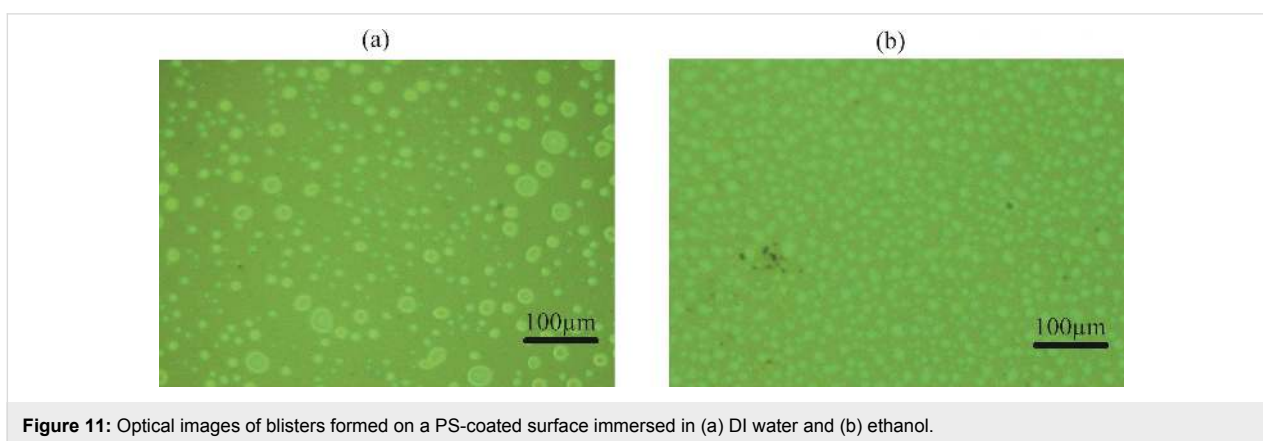 (a)
(b)
100μm
100μm
Figure 11: Optical images of blisters formed on a PS-coated surface immersed in (a) DI water and (b) ethanol.